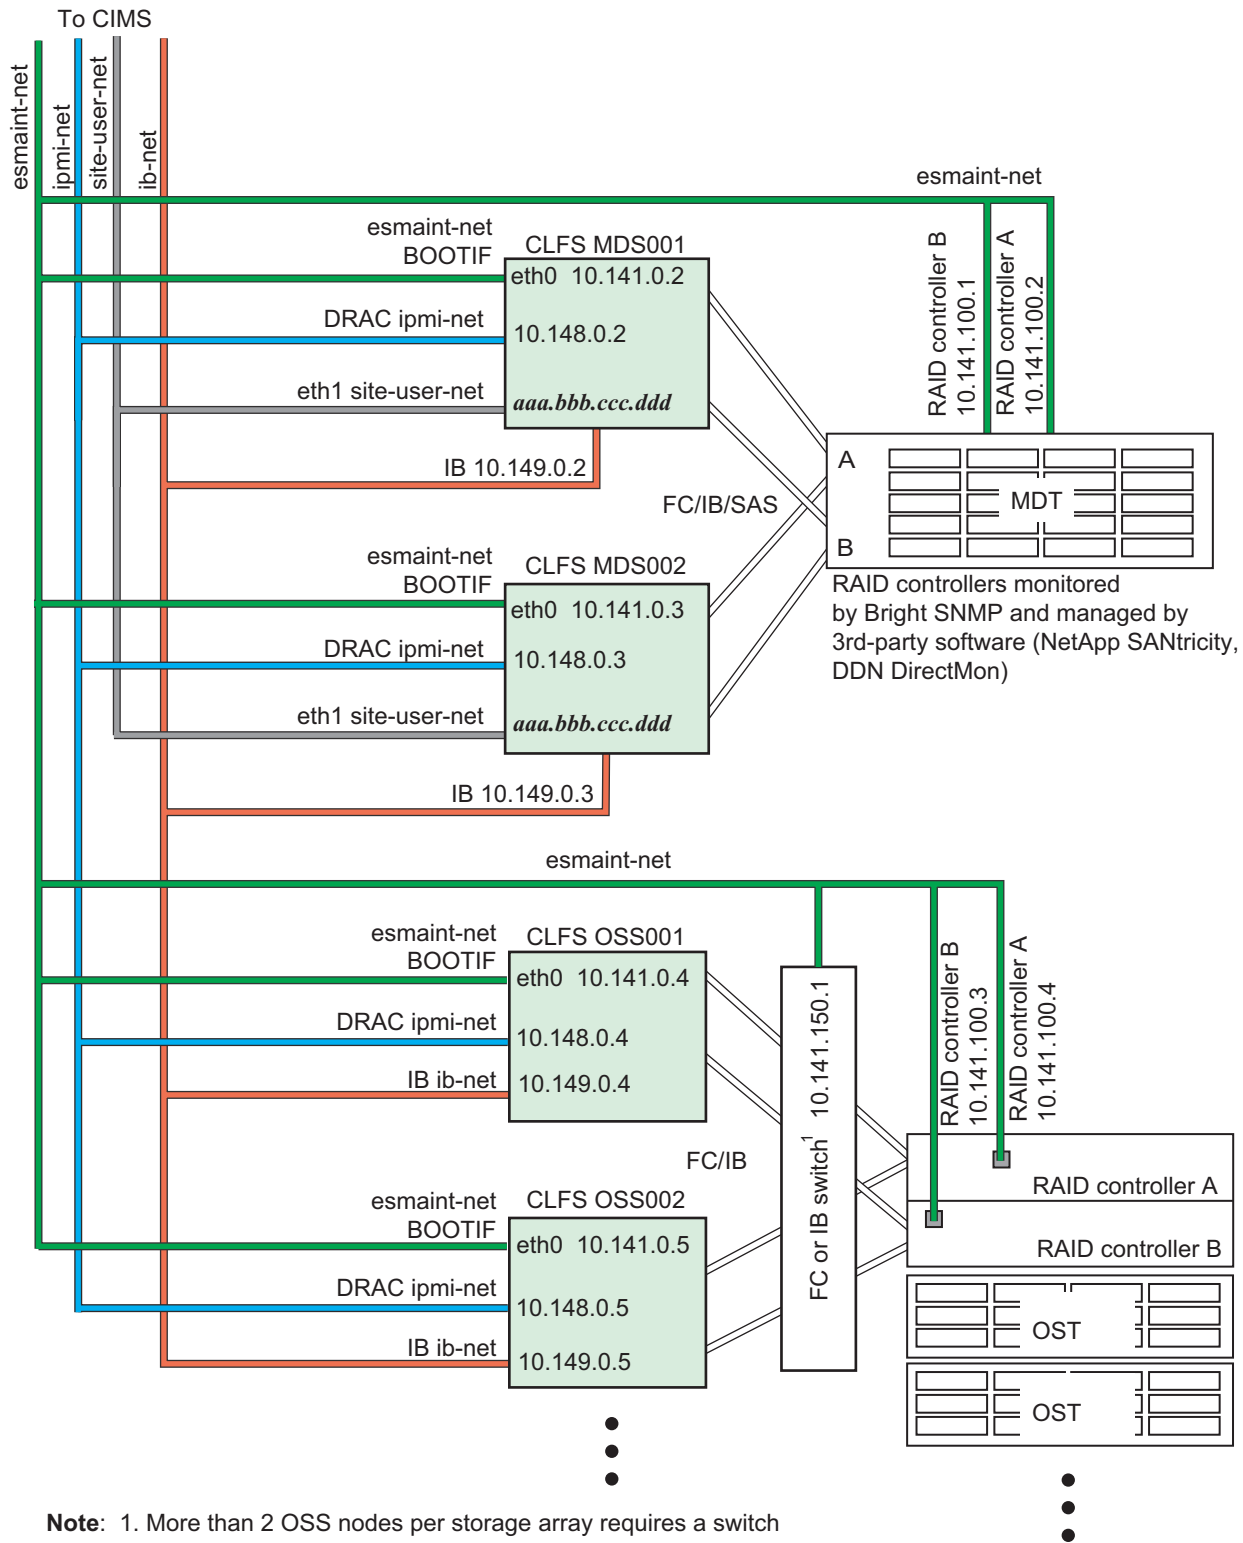 To CIMS
esmaint-net
ipmi-net
site-user-net
ib-net
esmaint-net
RAID controller B
10.141.100.1
RAID controller A
10.141.100.2
esmaint-net
BOOTIF
CLFS MDS001
eth0 10.141.0.2
DRAC ipmi-net
10.148.0.2
eth1 site-user-net
aaa.bbb.ccc.ddd
IB 10.149.0.2
FC/IB/SAS
A
B
MDT
RAID controllers monitored
by Bright SNMP and managed by
3rd-party software (NetApp SANtricity,
DDN DirectMon)
esmaint-net
BOOTIF
CLFS MDS002
eth0 10.141.0.3
DRAC ipmi-net
10.148.0.3
eth1 site-user-net
aaa.bbb.ccc.ddd
IB 10.149.0.3
esmaint-net
esmaint-net
BOOTIF
CLFS OSS001
eth0 10.141.0.4
DRAC ipmi-net
10.148.0.4
IB ib-net
10.149.0.4
FC/IB
FC or IB switch1 10.141.150.1
RAID controller B
10.141.100.3
RAID controller A
10.141.100.4
RAID controller A
RAID controller B
esmaint-net
BOOTIF
CLFS OSS002
eth0 10.141.0.5
DRAC ipmi-net
10.148.0.5
IB ib-net
10.149.0.5
OST
OST
Note: 1. More than 2 OSS nodes per storage array requires a switch